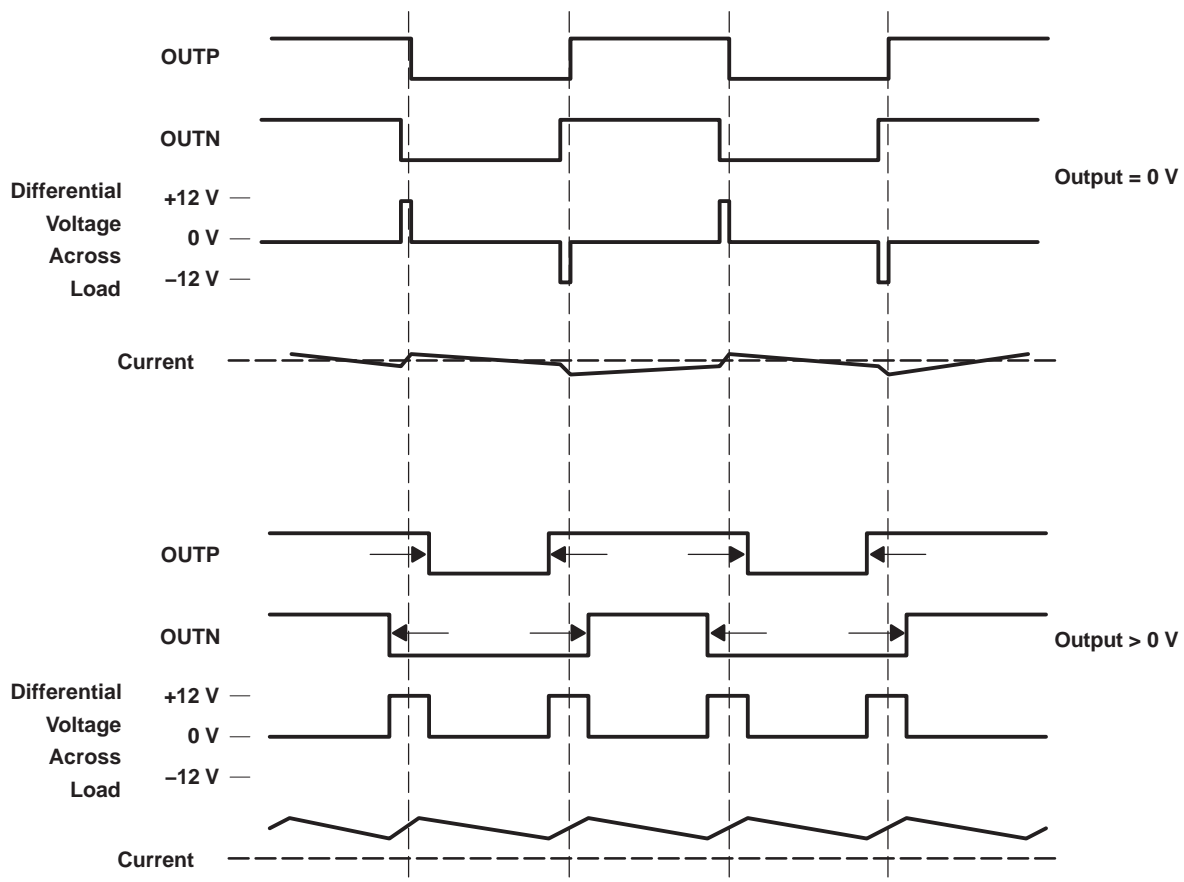 OUTP
OUTN
Output = 0 V
Differential
Voltage
Across
Load
+12 V
0 V
–12 V
Current
OUTP
OUTN
Output > 0 V
Differential
Voltage
Across
Load
+12 V
0 V
–12 V
Current